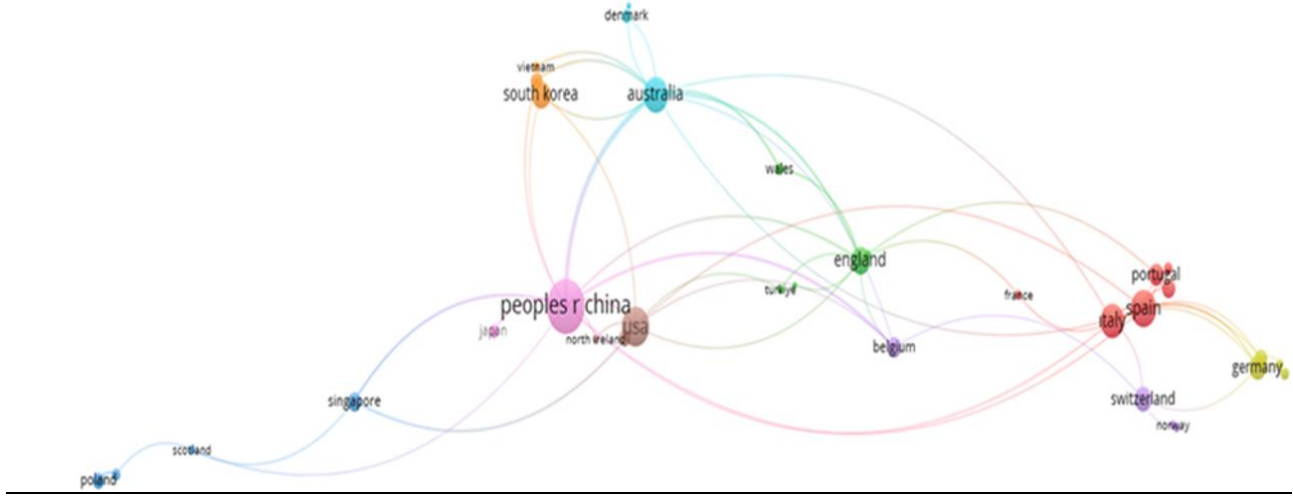 denmark
vietnam
south korea
australia
wales
england
portugal
türkiye
france
peoples r china
spain
italy
usa
japan
north ireland
belgium
germany
singapore
switzerland
norway
scotland
poland